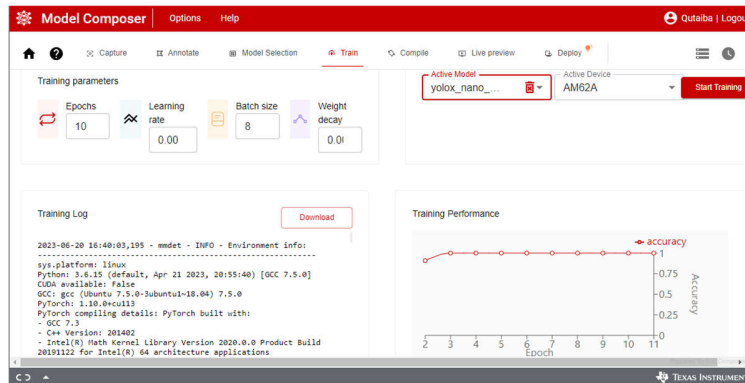 Model Composer Options Help Qutaiba | Logou
Capture Annotate Model Selection Train Compile Live preview Deploy
Training parameters
Epochs
10
Learning rate
0.00
Batch size
8
Weight decay
0.0
Active Model
yolox_nano_...
Active Device
AM62A
Start Training
Training Log
Download
2023-06-20 16:40:03,195 - mmdet - INFO - Environment info:
------------------------------------------------------------
sys.platform: linux
Python: 3.6.15 (default, Apr 21 2023, 20:55:40) [GCC 7.5.0]
CUDA available: False
GCC: gcc (Ubuntu 7.5.0-3ubuntu1~18.04) 7.5.0
PyTorch: 1.10.0+cu113
PyTorch compiling details: PyTorch built with:
- GCC 7.3
- C++ Version: 201402
- Intel(R) Math Kernel Library Version 2020.0.0 Product Build
20191122 for Intel(R) 64 architecture applications
Training Performance
accuracy
1
0.75
0.5
0.25
0
Accuracy
2 3 4 5 6 7 8 9 10 11
Epoch
TEXAS INSTRUMENT